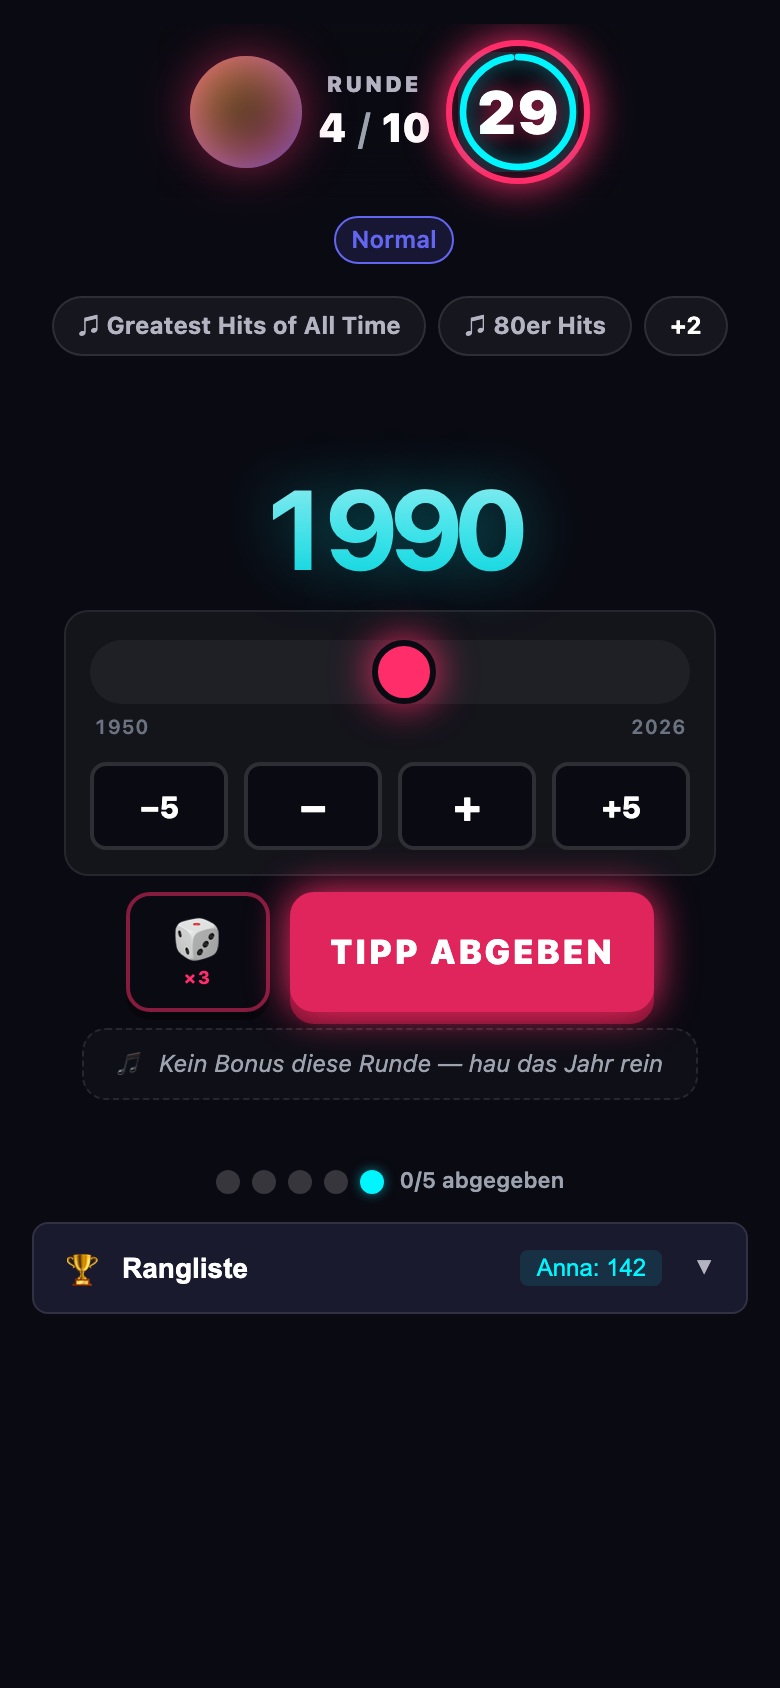 RUNDE
4 / 10
29
Normal
Greatest Hits of All Time
80er Hits
+2
1990
1950
2026
−5
−
+
+5
×3
TIPP ABGEBEN
Kein Bonus diese Runde — hau das Jahr rein
0/5 abgegeben
Rangliste
Anna: 142